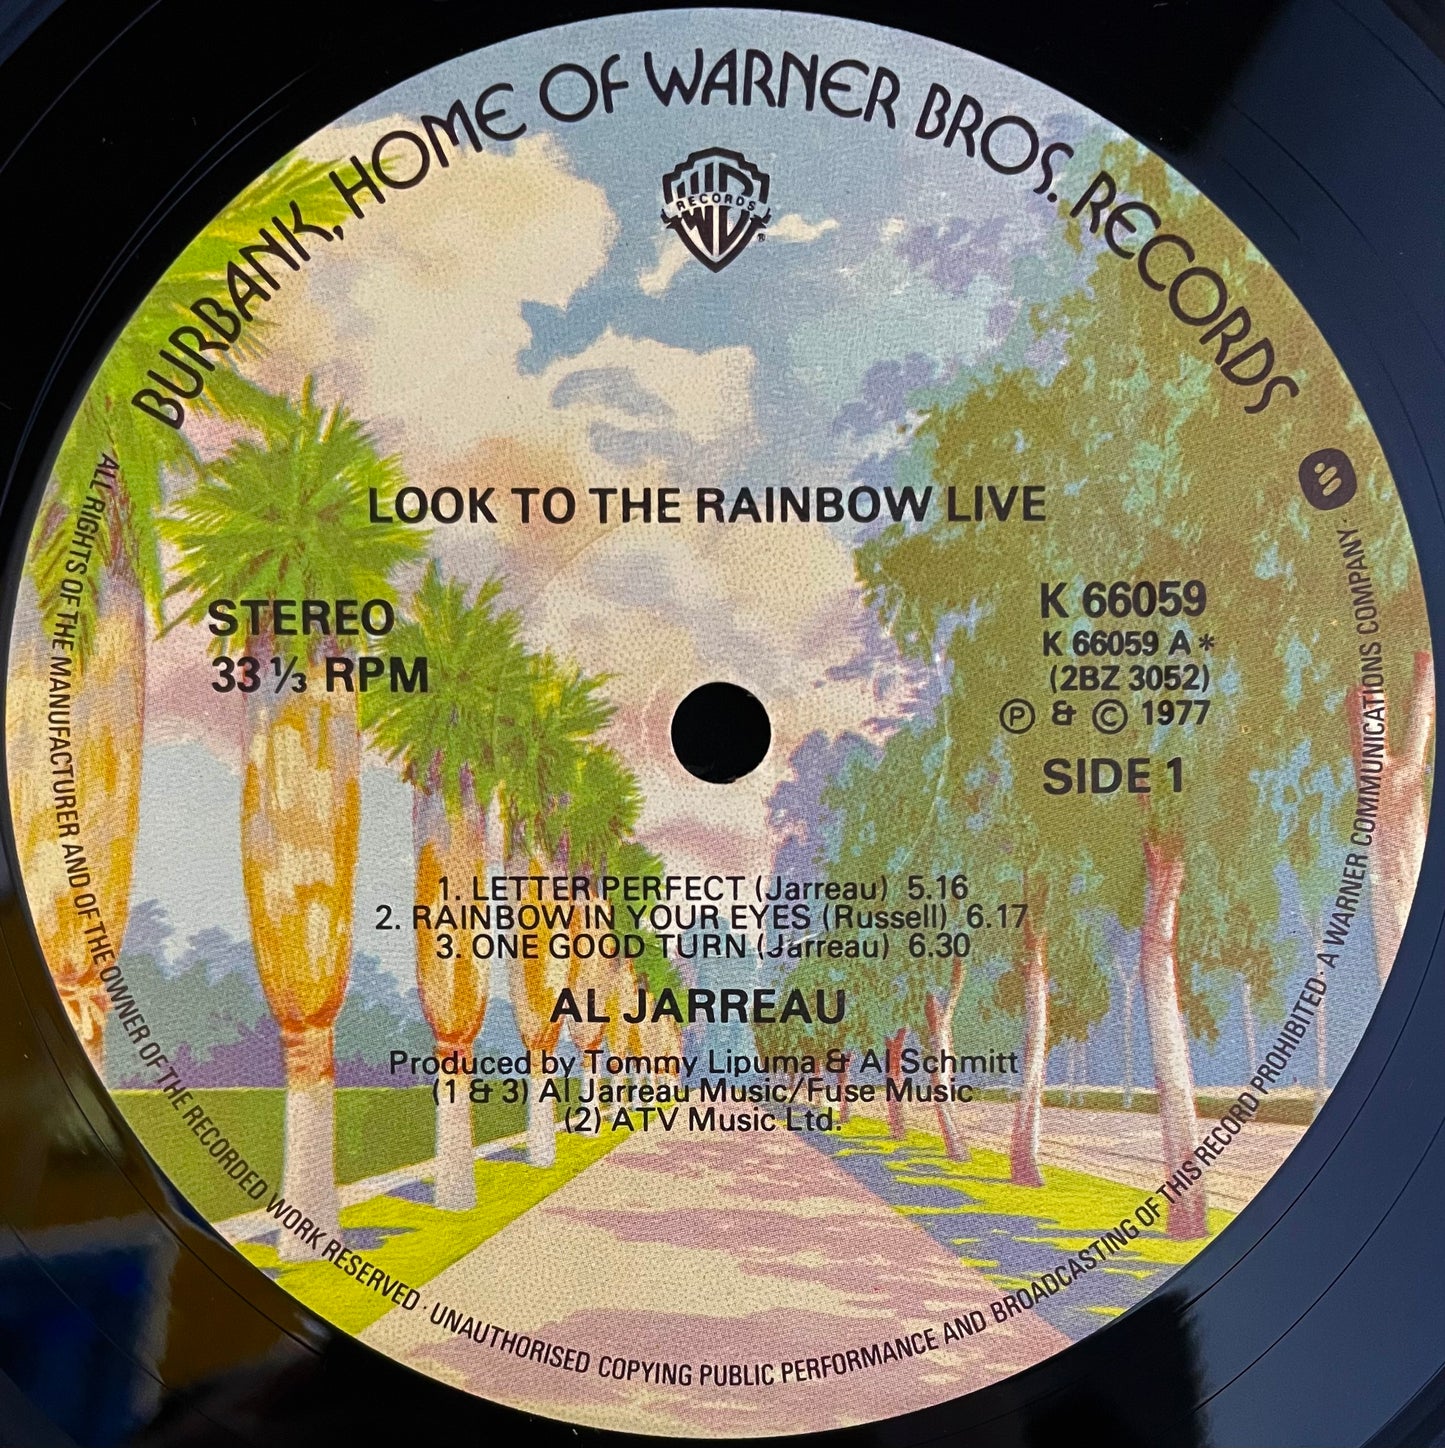 BURBANK, HOME OF WARNER BROS. RECORDS
WB
RECORDS
®
LOOK TO THE RAINBOW LIVE
STEREO
33 ⅓ RPM
K 66059
K 66059 A*
(2BZ 3052)
℗ & © 1977
SIDE 1
1. LETTER PERFECT (Jarreau) 5.16
2. RAINBOW IN YOUR EYES (Russell) 6.17
3. ONE GOOD TURN (Jarreau) 6.30
AL JARREAU
Produced by Tommy Lipuma & Al Schmitt
(1 & 3) Al Jarreau Music/Fuse Music
(2) ATV Music Ltd.
ALL RIGHTS OF THE MANUFACTURER AND OF THE OWNER OF THE RECORDED WORK RESERVED · UNAUTHORISED COPYING PUBLIC PERFORMANCE AND BROADCASTING OF THIS RECORD PROHIBITED · A WARNER COMMUNICATIONS COMPANY